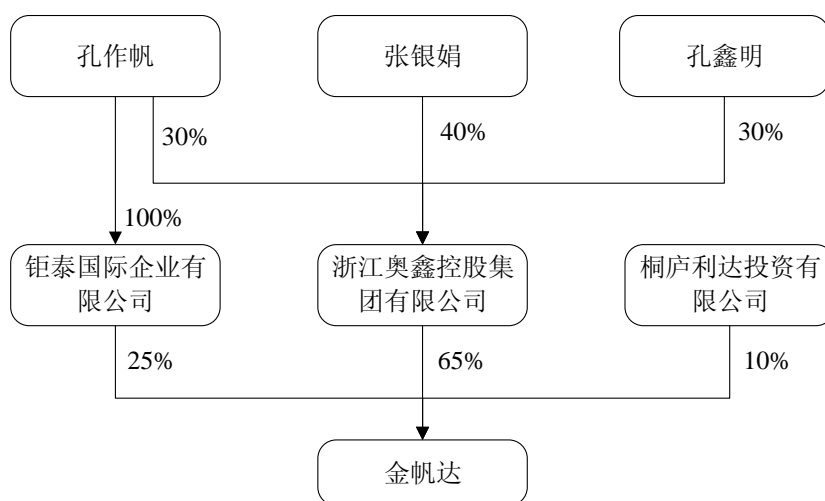 孔作帆
张银娟
孔鑫明
30%
40%
30%
100%
钜泰国际企业有
限公司
浙江奥鑫控股集
团有限公司
桐庐利达投资有
限公司
25%
65%
10%
金帆达